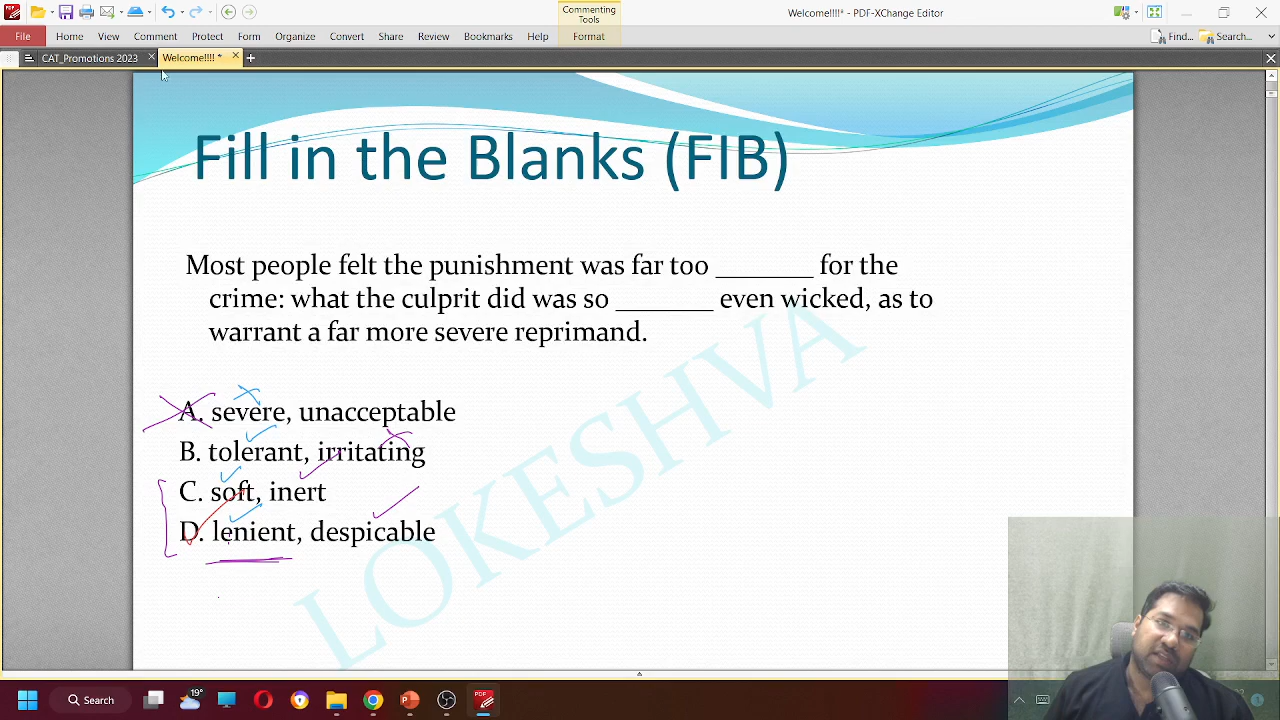 Commenting Tools
Welcome!!!!* - PDF-XChange Editor
File Home View Comment Protect Form Organize Convert Share Review Bookmarks Help Format Find... Search...
CAT_Promotions 2023 Welcome!!!! *
Fill in the Blanks (FIB)
Most people felt the punishment was far too _______ for the
crime: what the culprit did was so _______ even wicked, as to
warrant a far more severe reprimand.
A. severe, unacceptable
B. tolerant, irritating
C. soft, inert
D. lenient, despicable
LOKESHVA
Search 19°